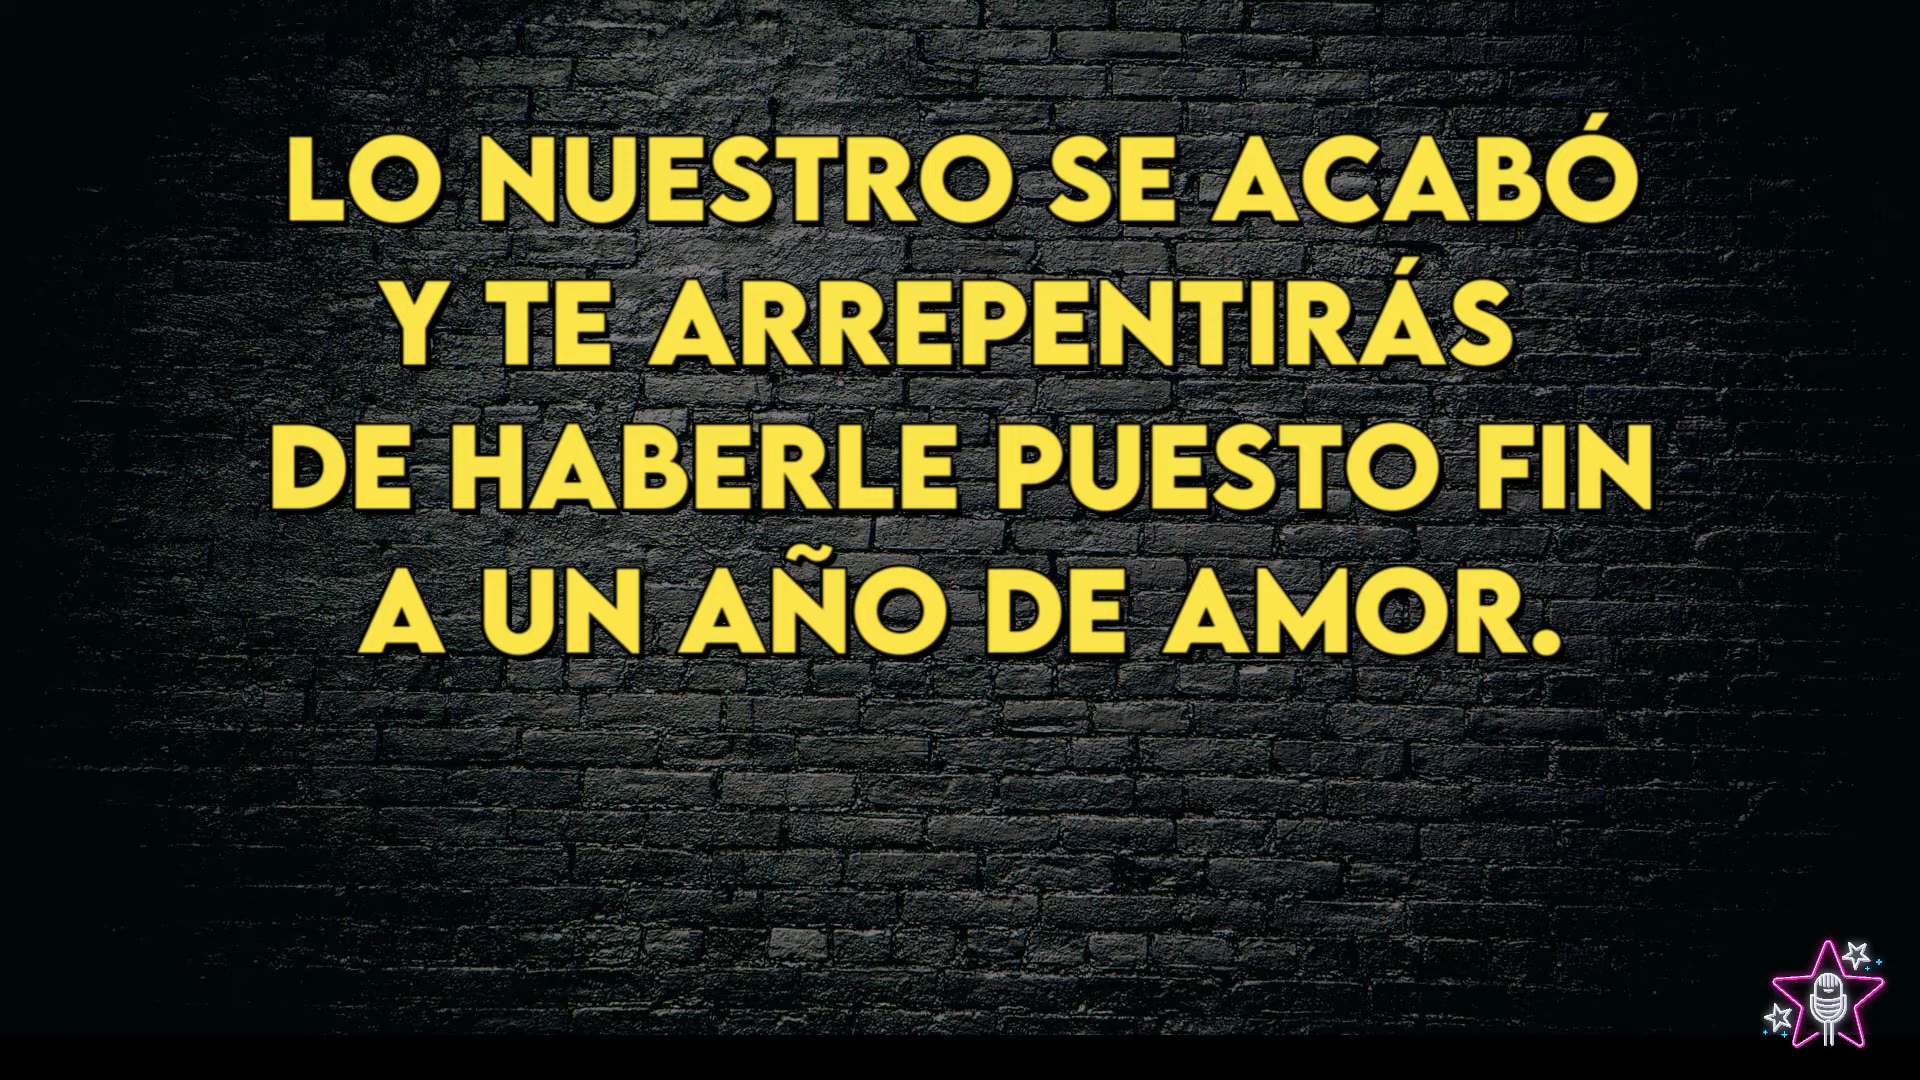 LO NUESTRO SE ACABÓ
Y TE ARREPENTIRÁS
DE HABERLE PUESTO FIN
A UN AÑO DE AMOR.